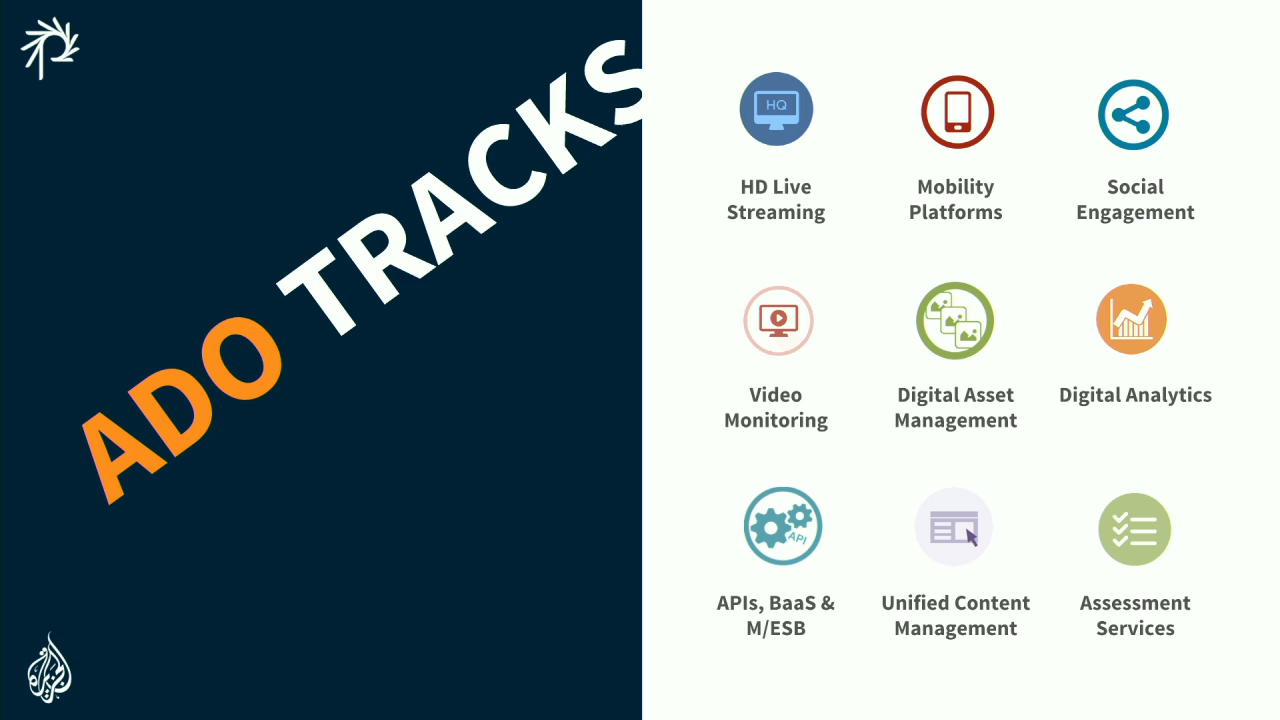 ADO TRACKS
HQ
HD Live
Streaming
Mobility
Platforms
Social
Engagement
Video
Monitoring
Digital Asset
Management
Digital Analytics
API
APIs, BaaS &
M/ESB
Unified Content
Management
Assessment
Services
الجزيرة